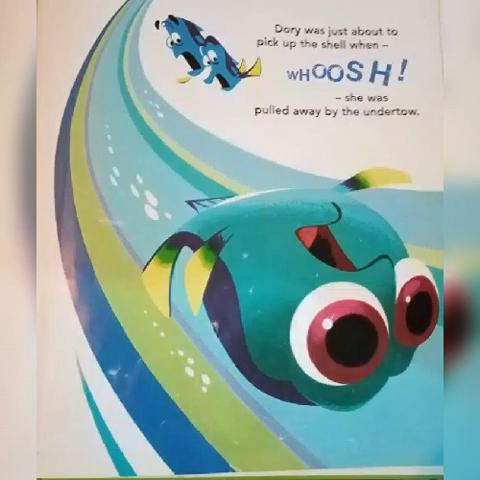 Dory was just about to
pick up the shell when –
WHOOSH!
– she was
pulled away by the undertow.